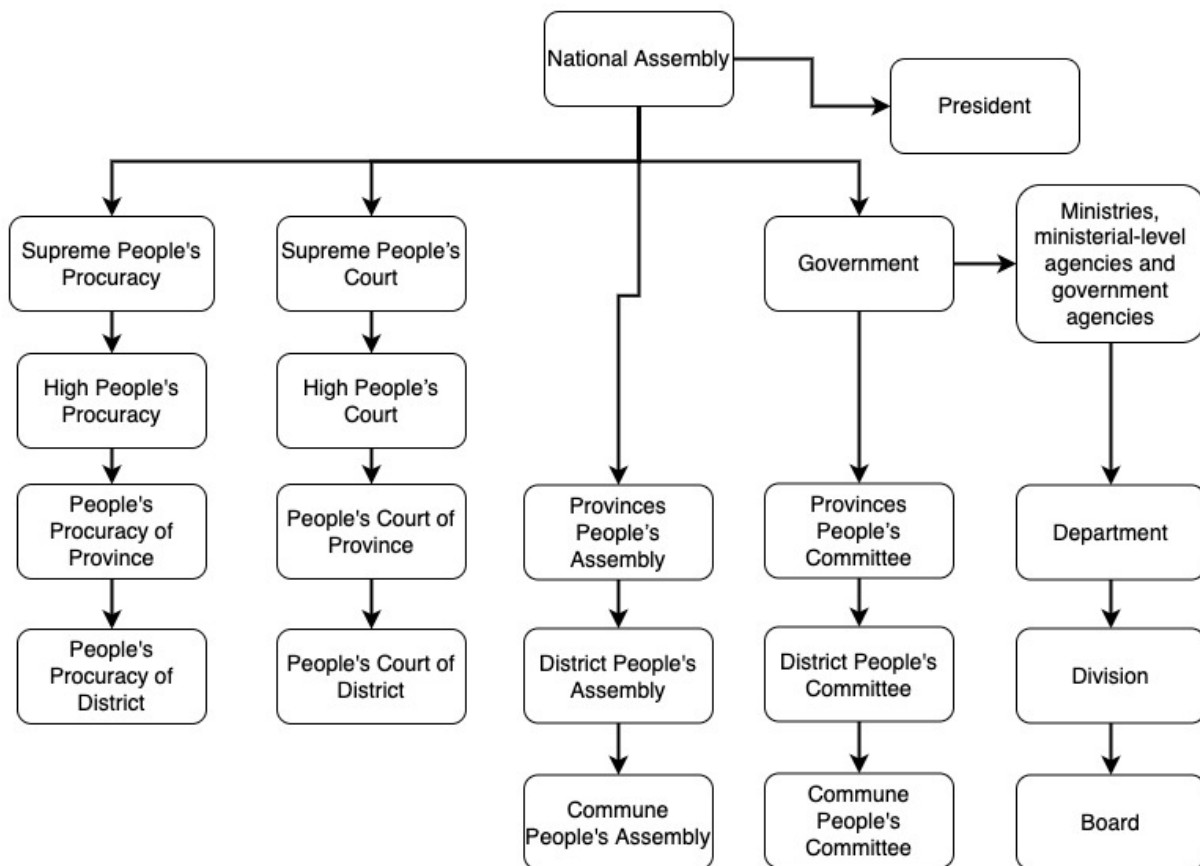 National Assembly
President
Supreme People's
Procuracy
Supreme People’s
Court
Government
Ministries,
ministerial-level
agencies and
government
agencies
High People's
Procuracy
High People’s
Court
People's
Procuracy of
Province
People's Court of
Province
Provinces
People’s
Assembly
Provinces
People’s
Committee
Department
People's
Procuracy of
District
People's Court of
District
District People's
Assembly
District People's
Committee
Division
Commune
People's Assembly
Commune
People's
Committee
Board